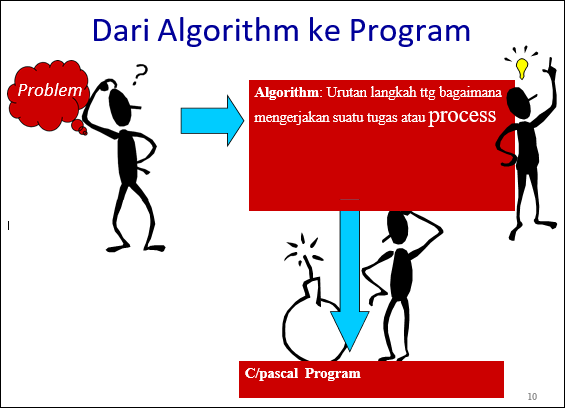 Dari Algorithm ke Program
Problem
?
Algorithm: Urutan langkah ttg bagaimana
mengerjakan suatu tugas atau process
C/pascal Program
10